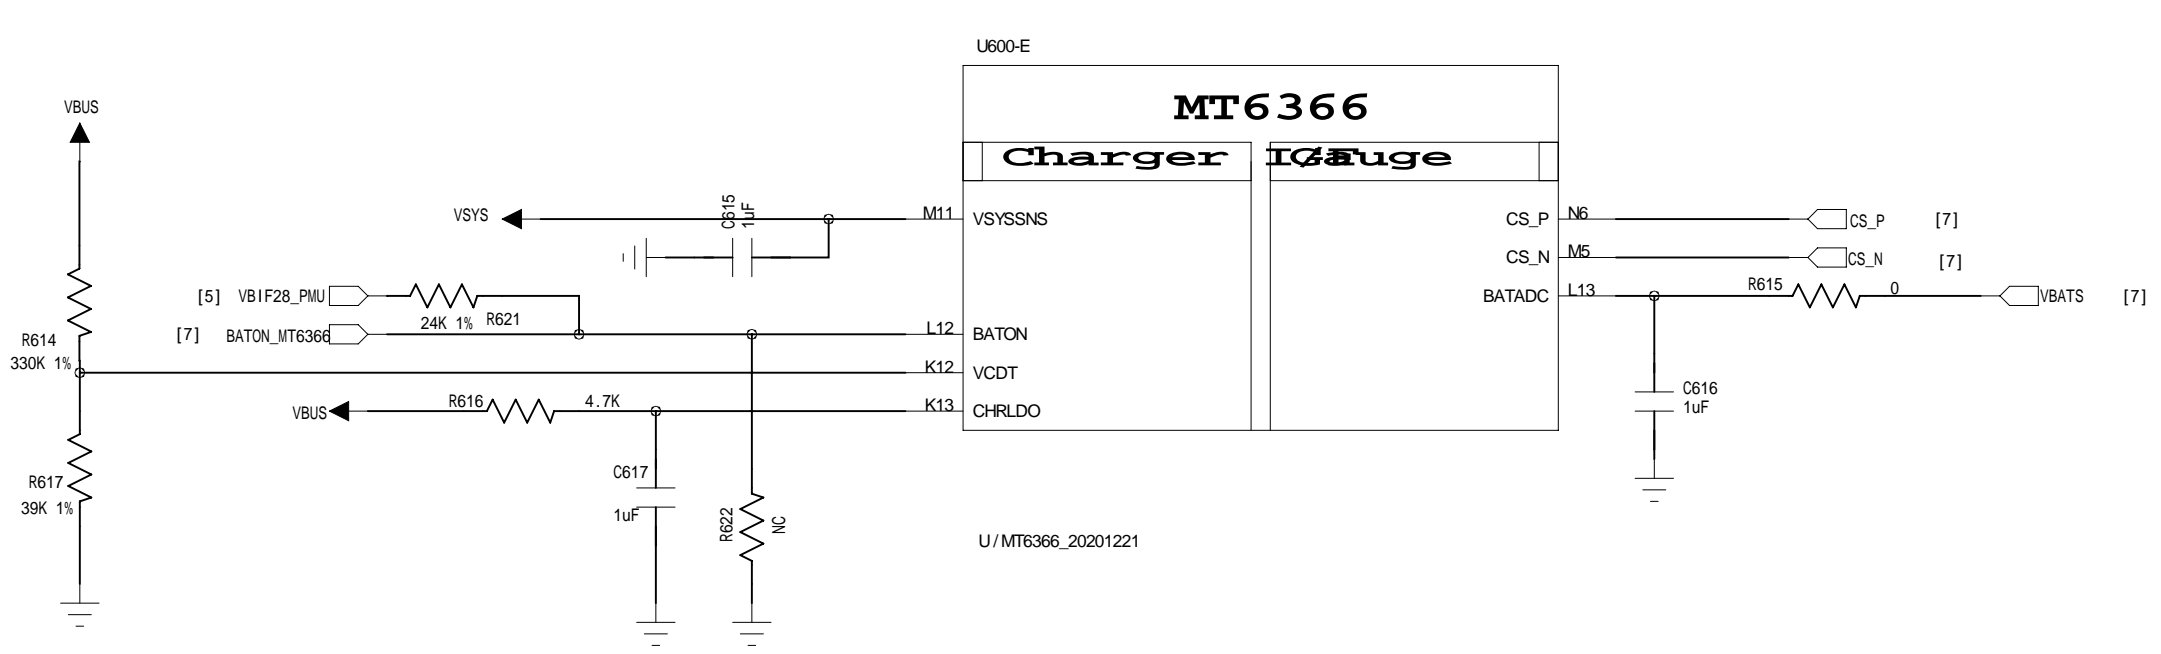 U600-E
MT6366
Charger I/F
Gauge
VBUS
VSYS
C615
1uF
M11
VSYSSNS
CS_P
N6
CS_P
[7]
CS_N
M5
CS_N
[7]
[5]
VBIF28_PMU
24K 1%
R621
BATADC
L13
R615
0
VBATS
[7]
[7]
BATON_MT6366
L12
BATON
R614
330K 1%
K12
VCDT
VBUS
R616
4.7K
K13
CHRLDO
C616
1uF
C617
1uF
R617
39K 1%
R622
NC
U/MT6366_20201221